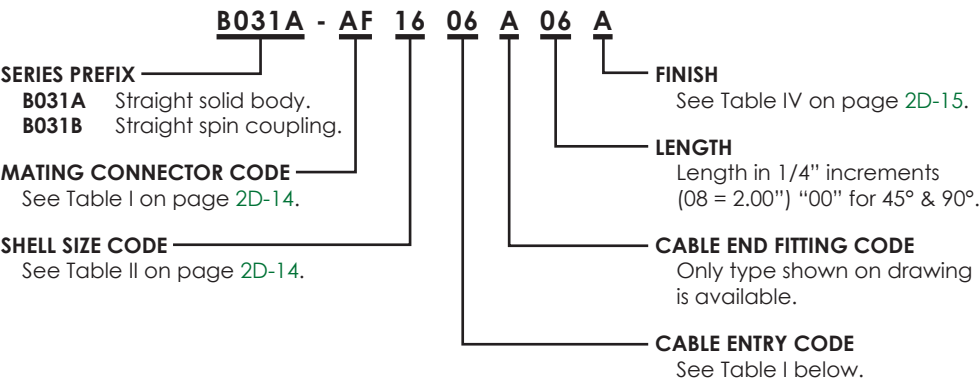 B031A - AF 16 06 A 06 A
SERIES PREFIX
B031A Straight solid body.
B031B Straight spin coupling.
MATING CONNECTOR CODE
See Table I on page 2D-14.
SHELL SIZE CODE
See Table II on page 2D-14.
FINISH
See Table IV on page 2D-15.
LENGTH
Length in 1/4” increments
(08 = 2.00”) “00” for 45° & 90°.
CABLE END FITTING CODE
Only type shown on drawing
is available.
CABLE ENTRY CODE
See Table I below.